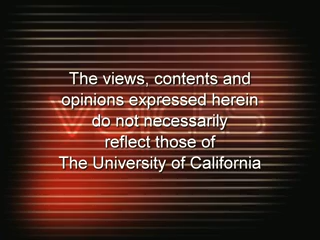 The views, contents and
opinions expressed herein
do not necessarily
reflect those of
The University of California